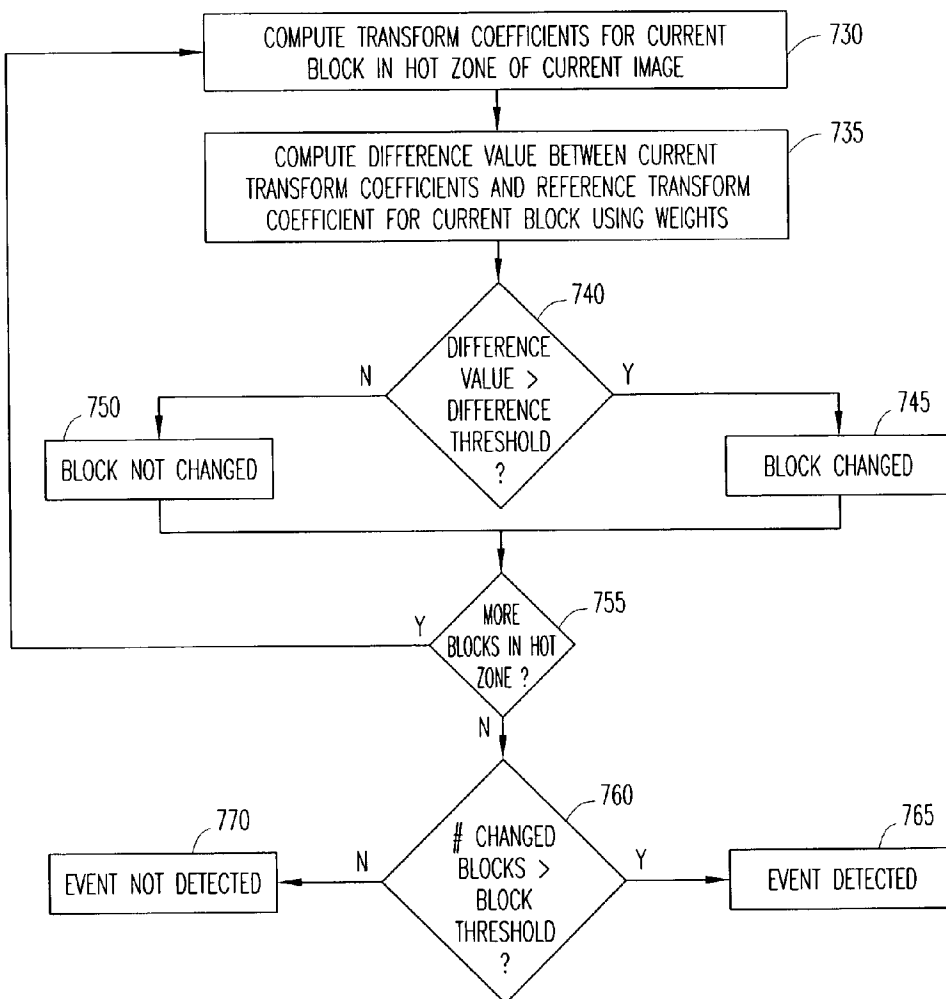 COMPUTE TRANSFORM COEFFICIENTS FOR CURRENT
BLOCK IN HOT ZONE OF CURRENT IMAGE
730
COMPUTE DIFFERENCE VALUE BETWEEN CURRENT
TRANSFORM COEFFICIENTS AND REFERENCE TRANSFORM
COEFFICIENT FOR CURRENT BLOCK USING WEIGHTS
735
740
DIFFERENCE
VALUE >
DIFFERENCE
THRESHOLD
?
N
Y
750
BLOCK NOT CHANGED
745
BLOCK CHANGED
755
MORE
BLOCKS IN HOT
ZONE ?
Y
N
760
# CHANGED
BLOCKS >
BLOCK
THRESHOLD
?
N
Y
770
EVENT NOT DETECTED
765
EVENT DETECTED